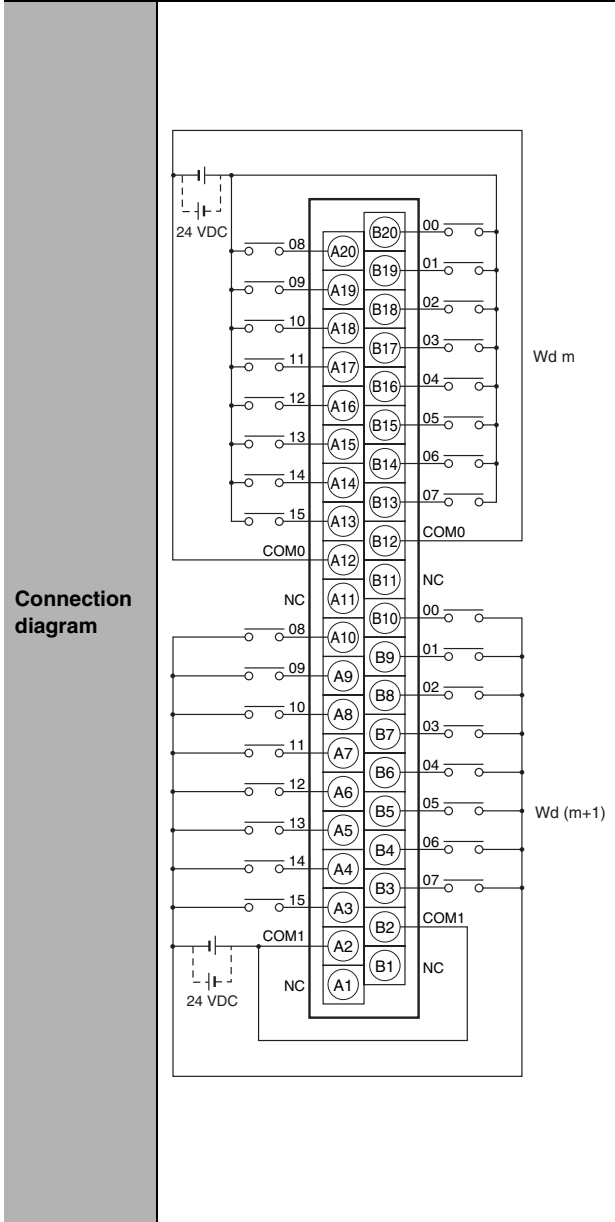 Connection
diagram
24 VDC
08 A20 B20 00
09 A19 B19 01
10 A18 B18 02
11 A17 B17 03
Wd m
12 A16 B16 04
13 A15 B15 05
14 A14 B14 06
15 A13 B13 07
COM0 A12 B12 COM0
NC A11 B11 NC
08 A10 B10 00
09 A9 B9 01
10 A8 B8 02
11 A7 B7 03
12 A6 B6 04
13 A5 B5 05
Wd (m+1)
14 A4 B4 06
15 A3 B3 07
COM1 A2 B2 COM1
NC A1 B1 NC
24 VDC